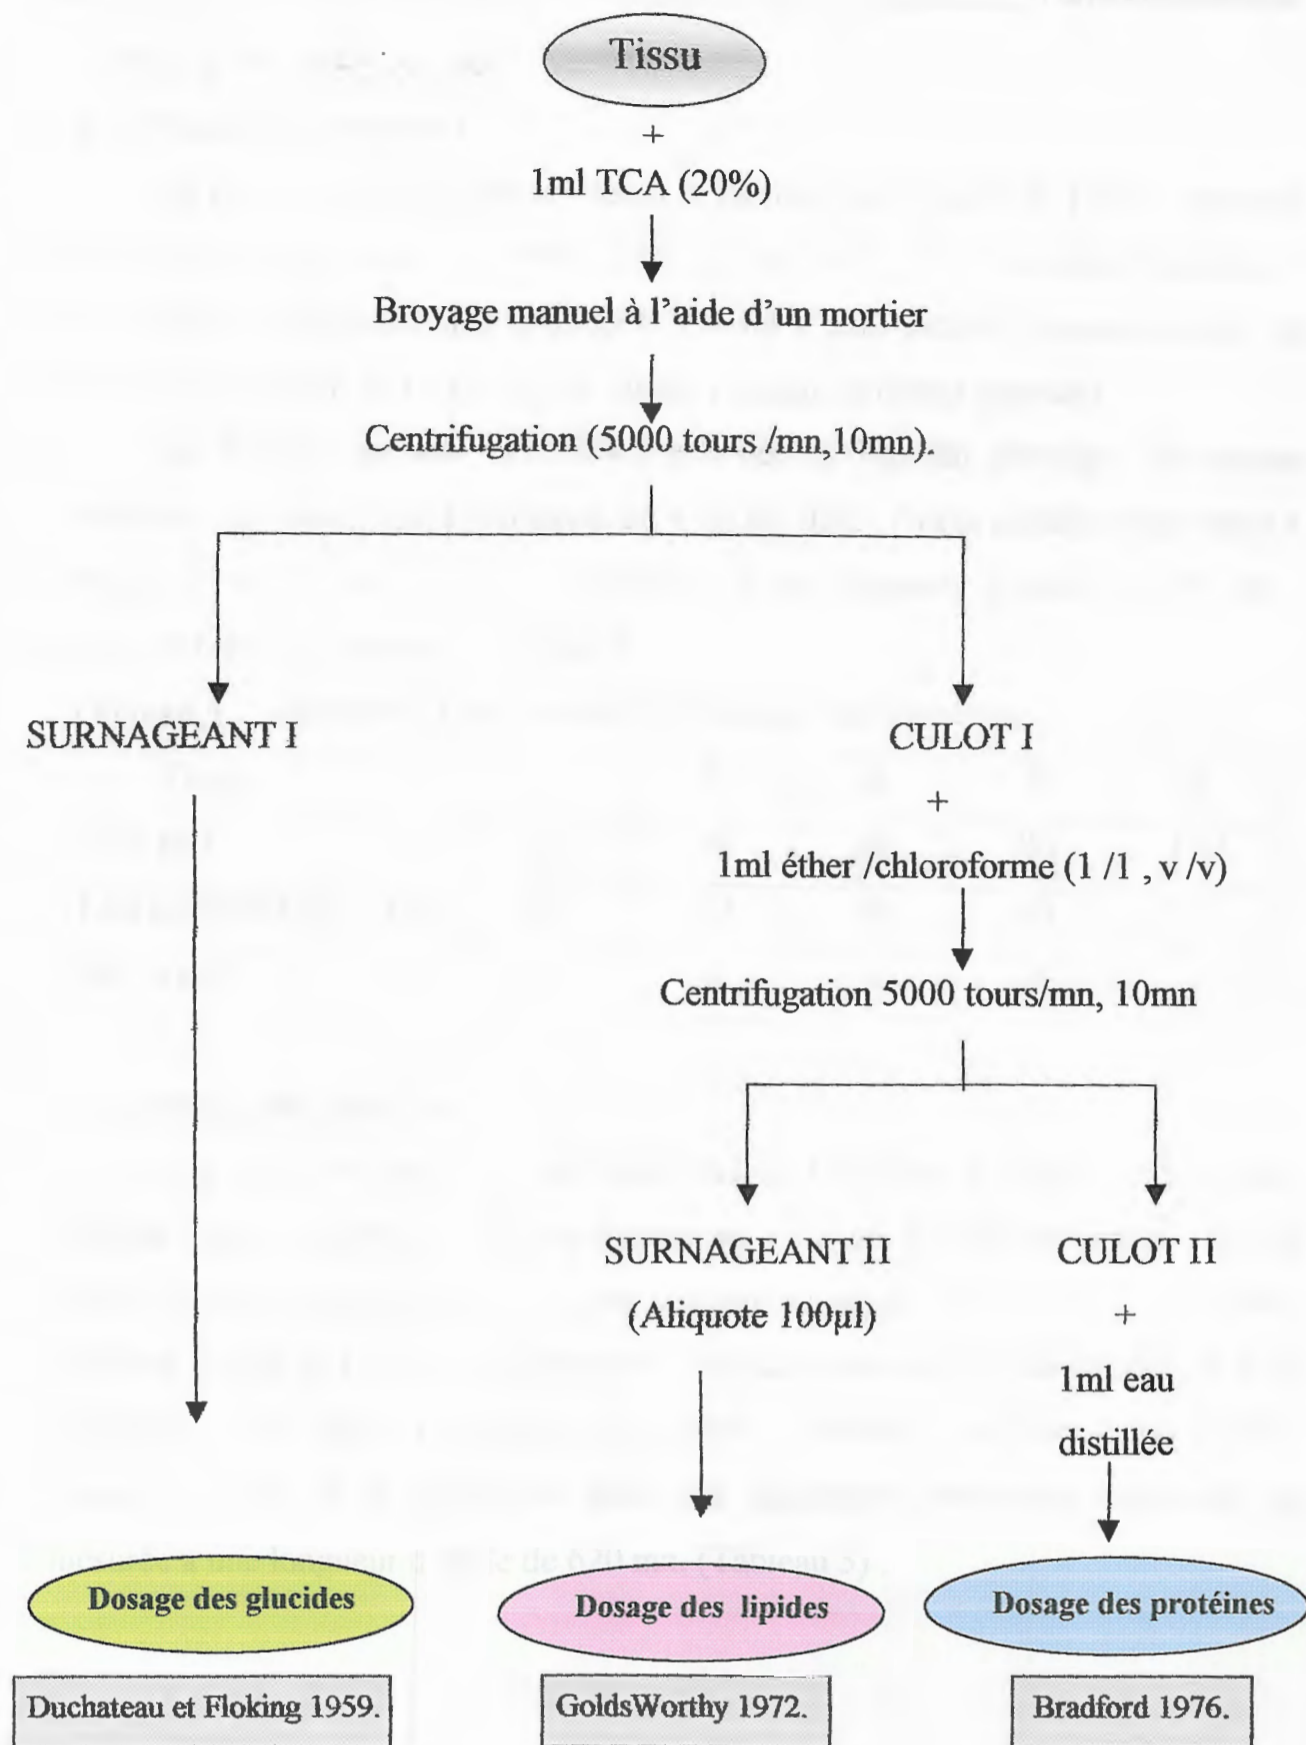 Tissu
+
1ml TCA (20%)
Broyage manuel à l'aide d'un mortier
Centrifugation (5000 tours /mn,10mn).
SURNAGEANT I
CULOT I
+
1ml éther /chloroforme (1 /1 , v /v)
Centrifugation 5000 tours/mn, 10mn
SURNAGEANT II
(Aliquote 100µl)
CULOT II
+
1ml eau
distillée
Dosage des glucides
Dosage des lipides
Dosage des protéines
Duchateau et Floking 1959.
GoldsWorthy 1972.
Bradford 1976.